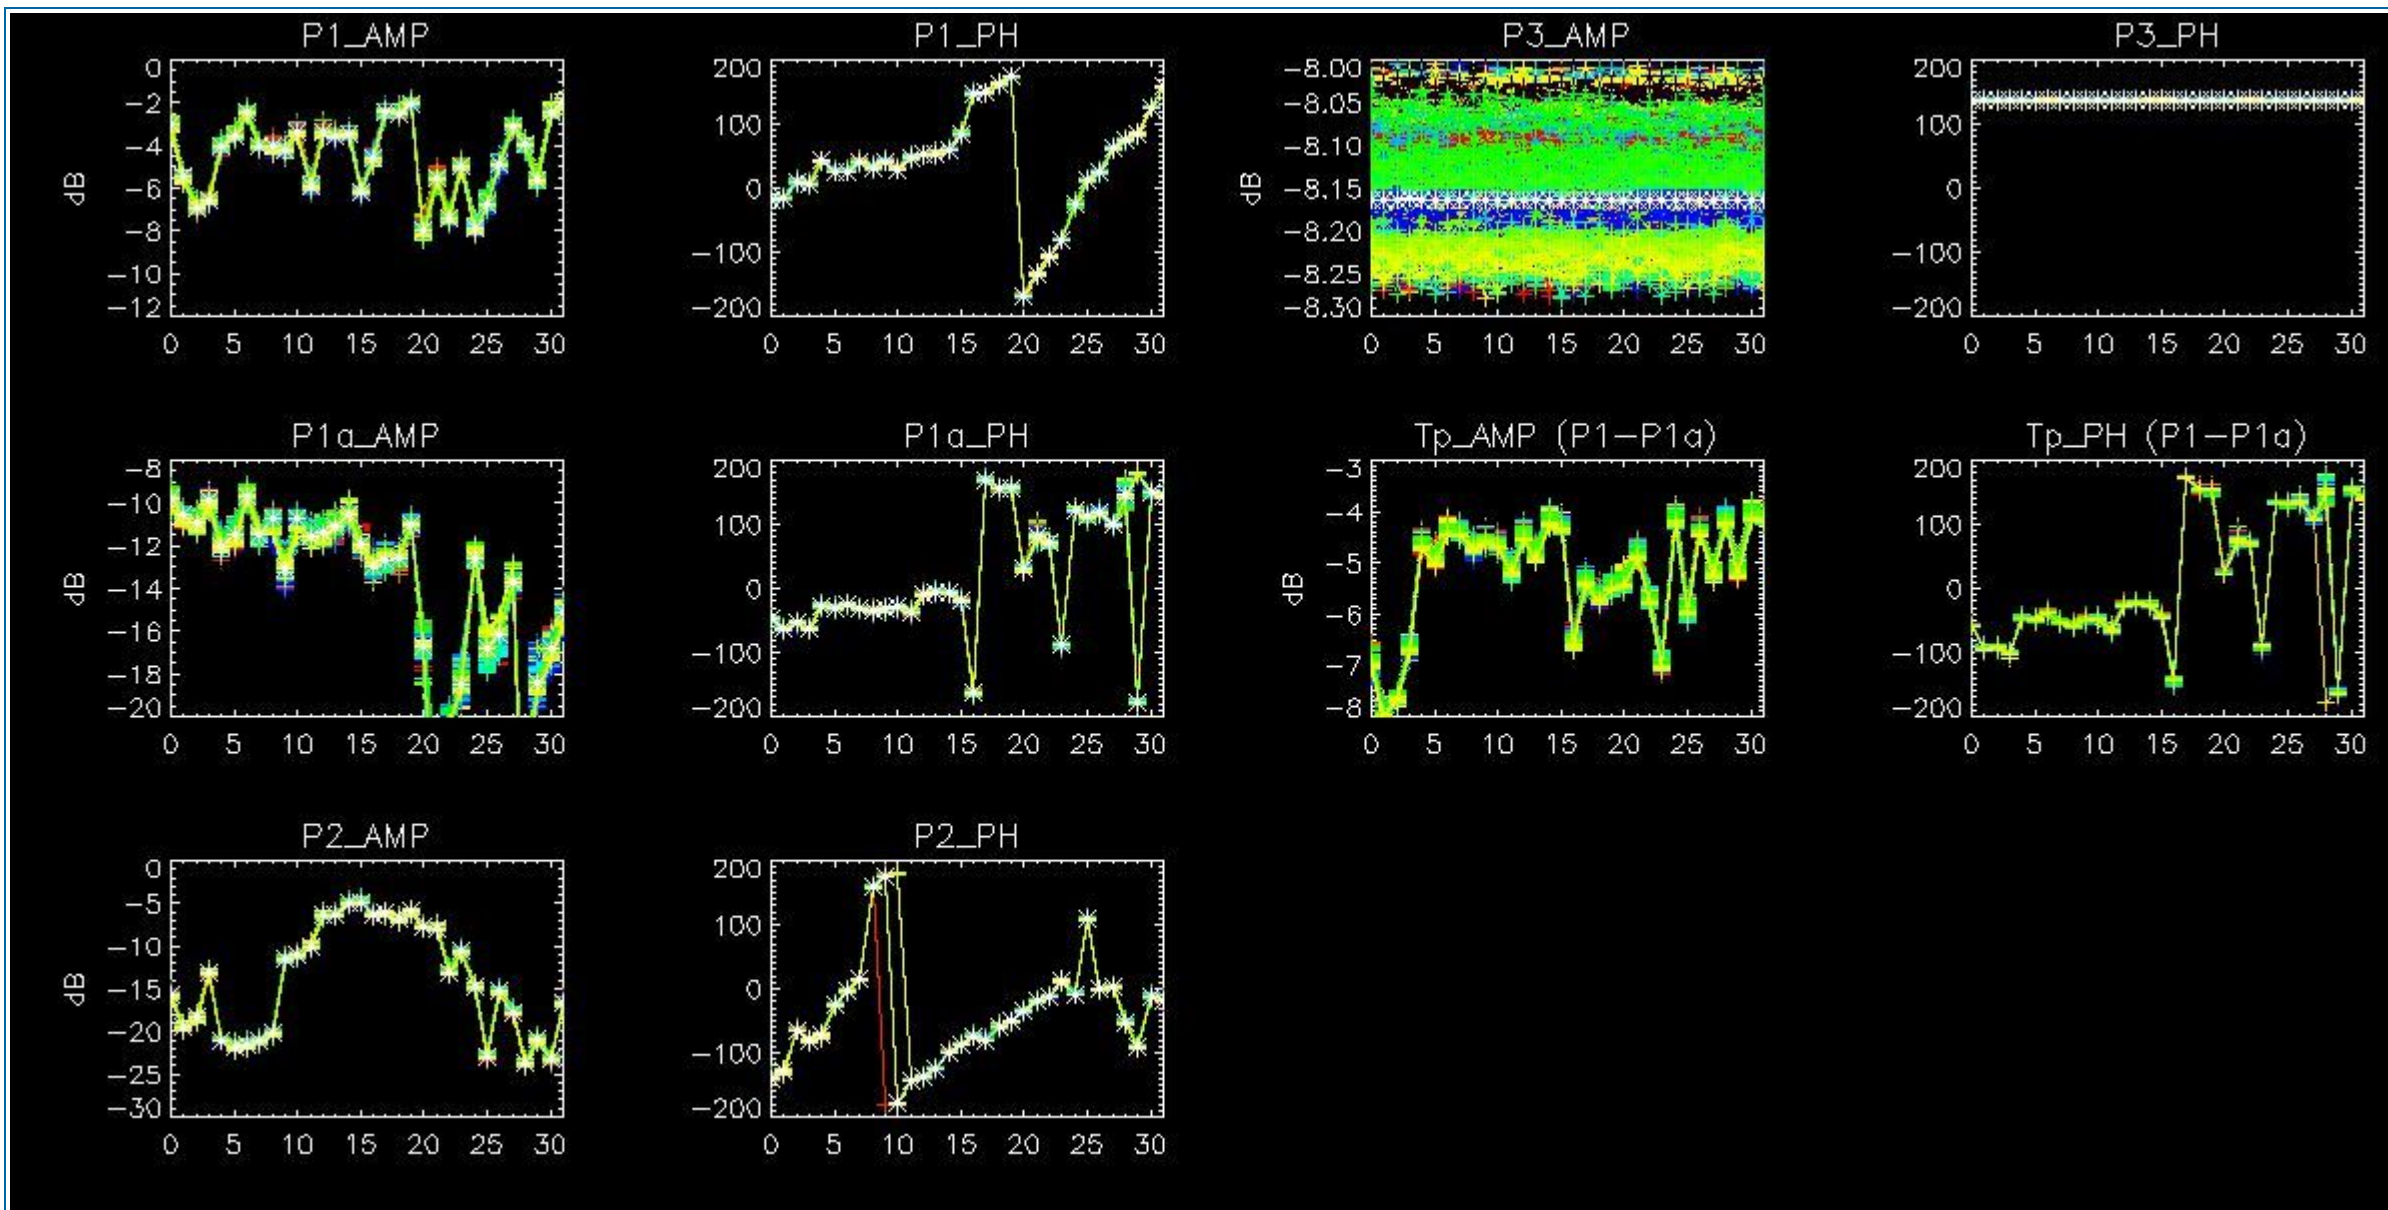 P1_AMP
P1_PH
P3_AMP
P3_PH
0
−2
−4
−6
−8
−10
−12
dB
0 5 10 15 20 25 30
200
100
0
−100
−200
0 5 10 15 20 25 30
−8.00
−8.05
−8.10
−8.15
−8.20
−8.25
−8.30
dB
0 5 10 15 20 25 30
200
100
0
−100
−200
0 5 10 15 20 25 30
P1a_AMP
P1a_PH
Tp_AMP (P1−P1a)
Tp_PH (P1−P1a)
−8
−10
−12
−14
−16
−18
−20
dB
0 5 10 15 20 25 30
200
100
0
−100
−200
0 5 10 15 20 25 30
−3
−4
−5
−6
−7
−8
dB
0 5 10 15 20 25 30
200
100
0
−100
−200
0 5 10 15 20 25 30
P2_AMP
P2_PH
0
−5
−10
−15
−20
−25
−30
dB
0 5 10 15 20 25 30
200
100
0
−100
−200
0 5 10 15 20 25 30